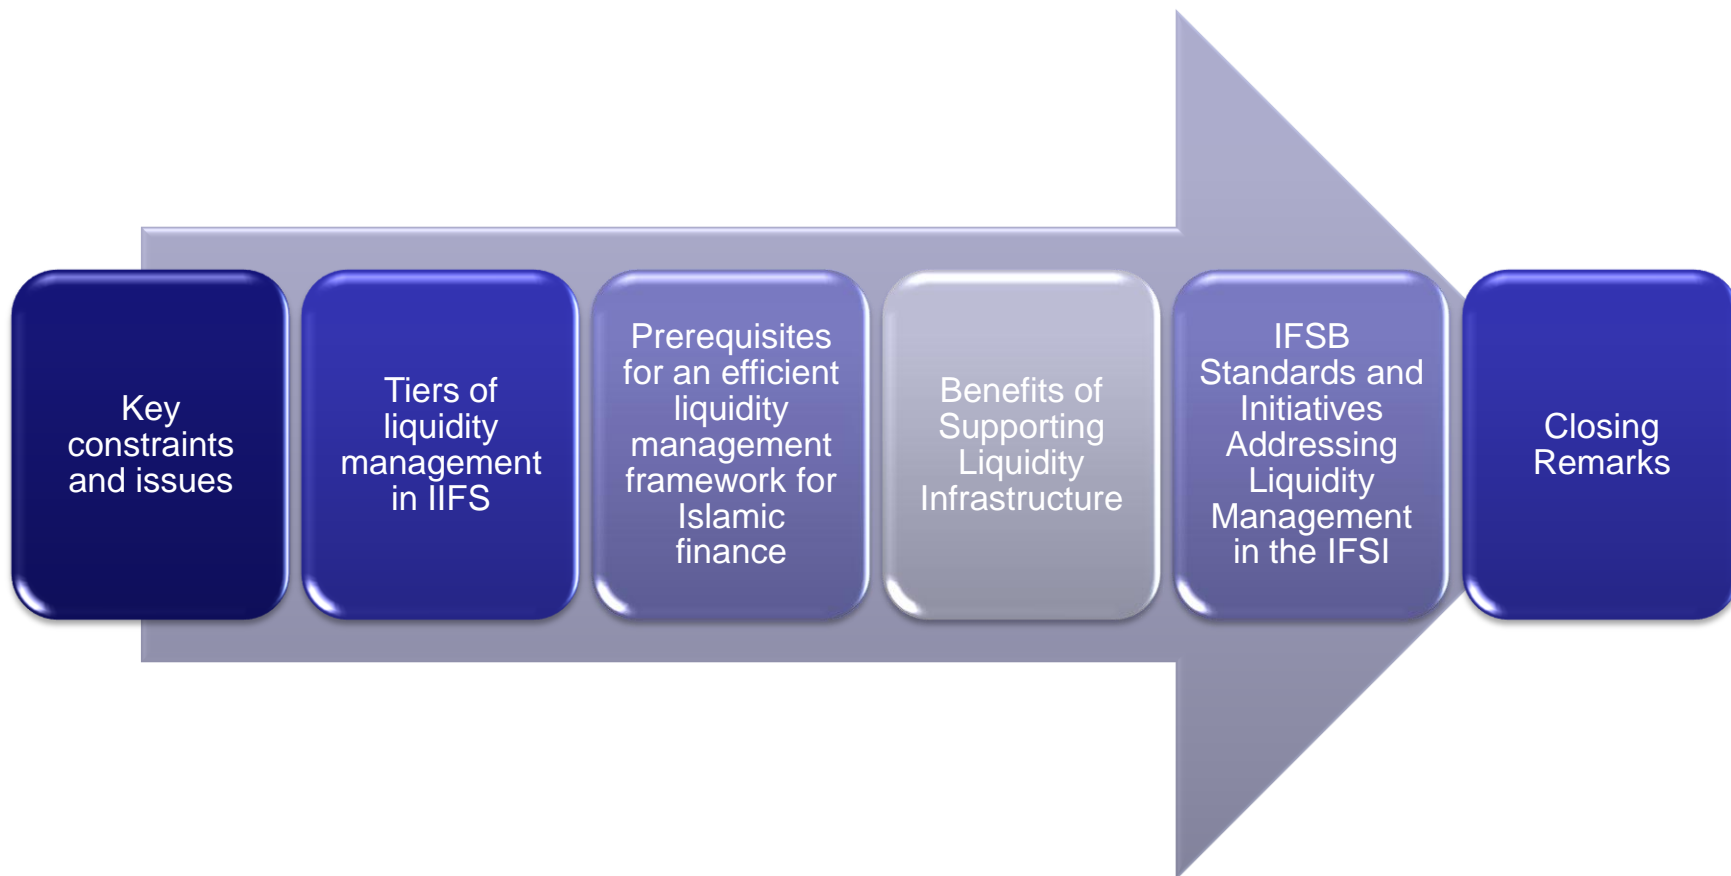 Key
constraints
and issues
Tiers of
liquidity
management
in IIFS
Prerequisites
for an efficient
liquidity
management
framework for
Islamic
finance
Benefits of
Supporting
Liquidity
Infrastructure
IFSB
Standards and
Initiatives
Addressing
Liquidity
Management
in the IFSI
Closing
Remarks